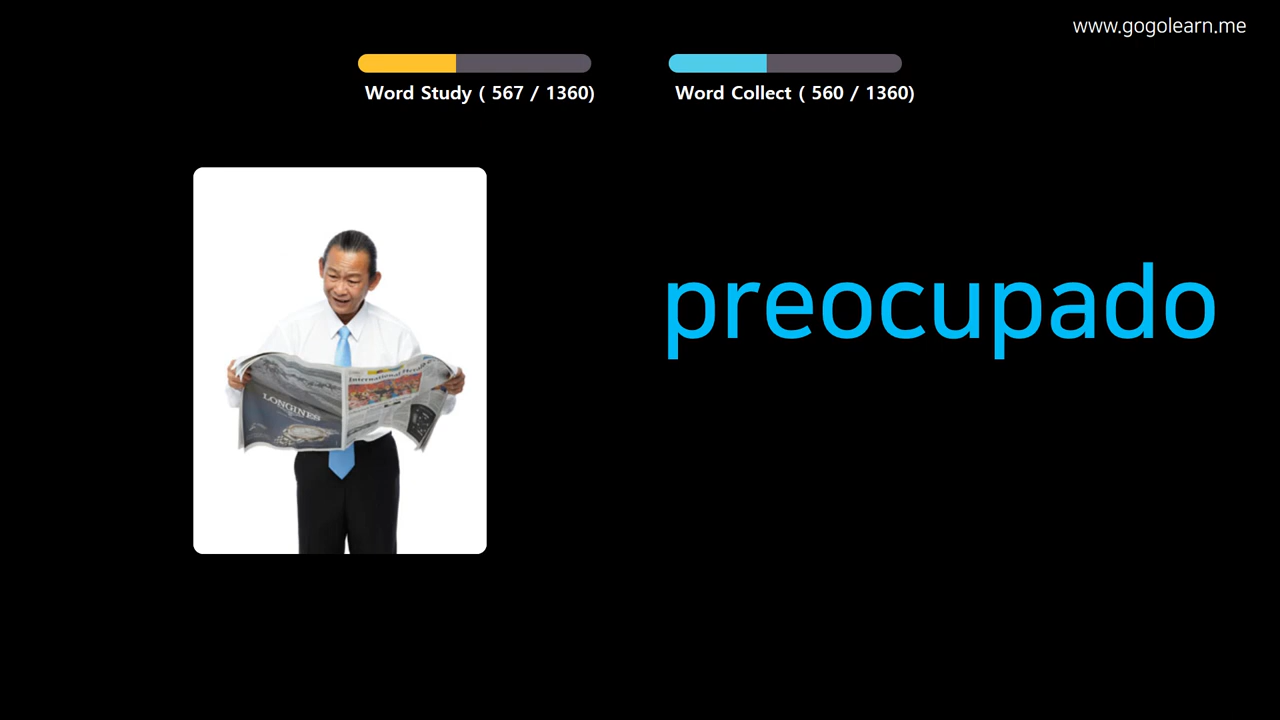 www.gogolearn.me
Word Study ( 567 / 1360)
Word Collect ( 560 / 1360)
preocupado
International Herald
LONGINES